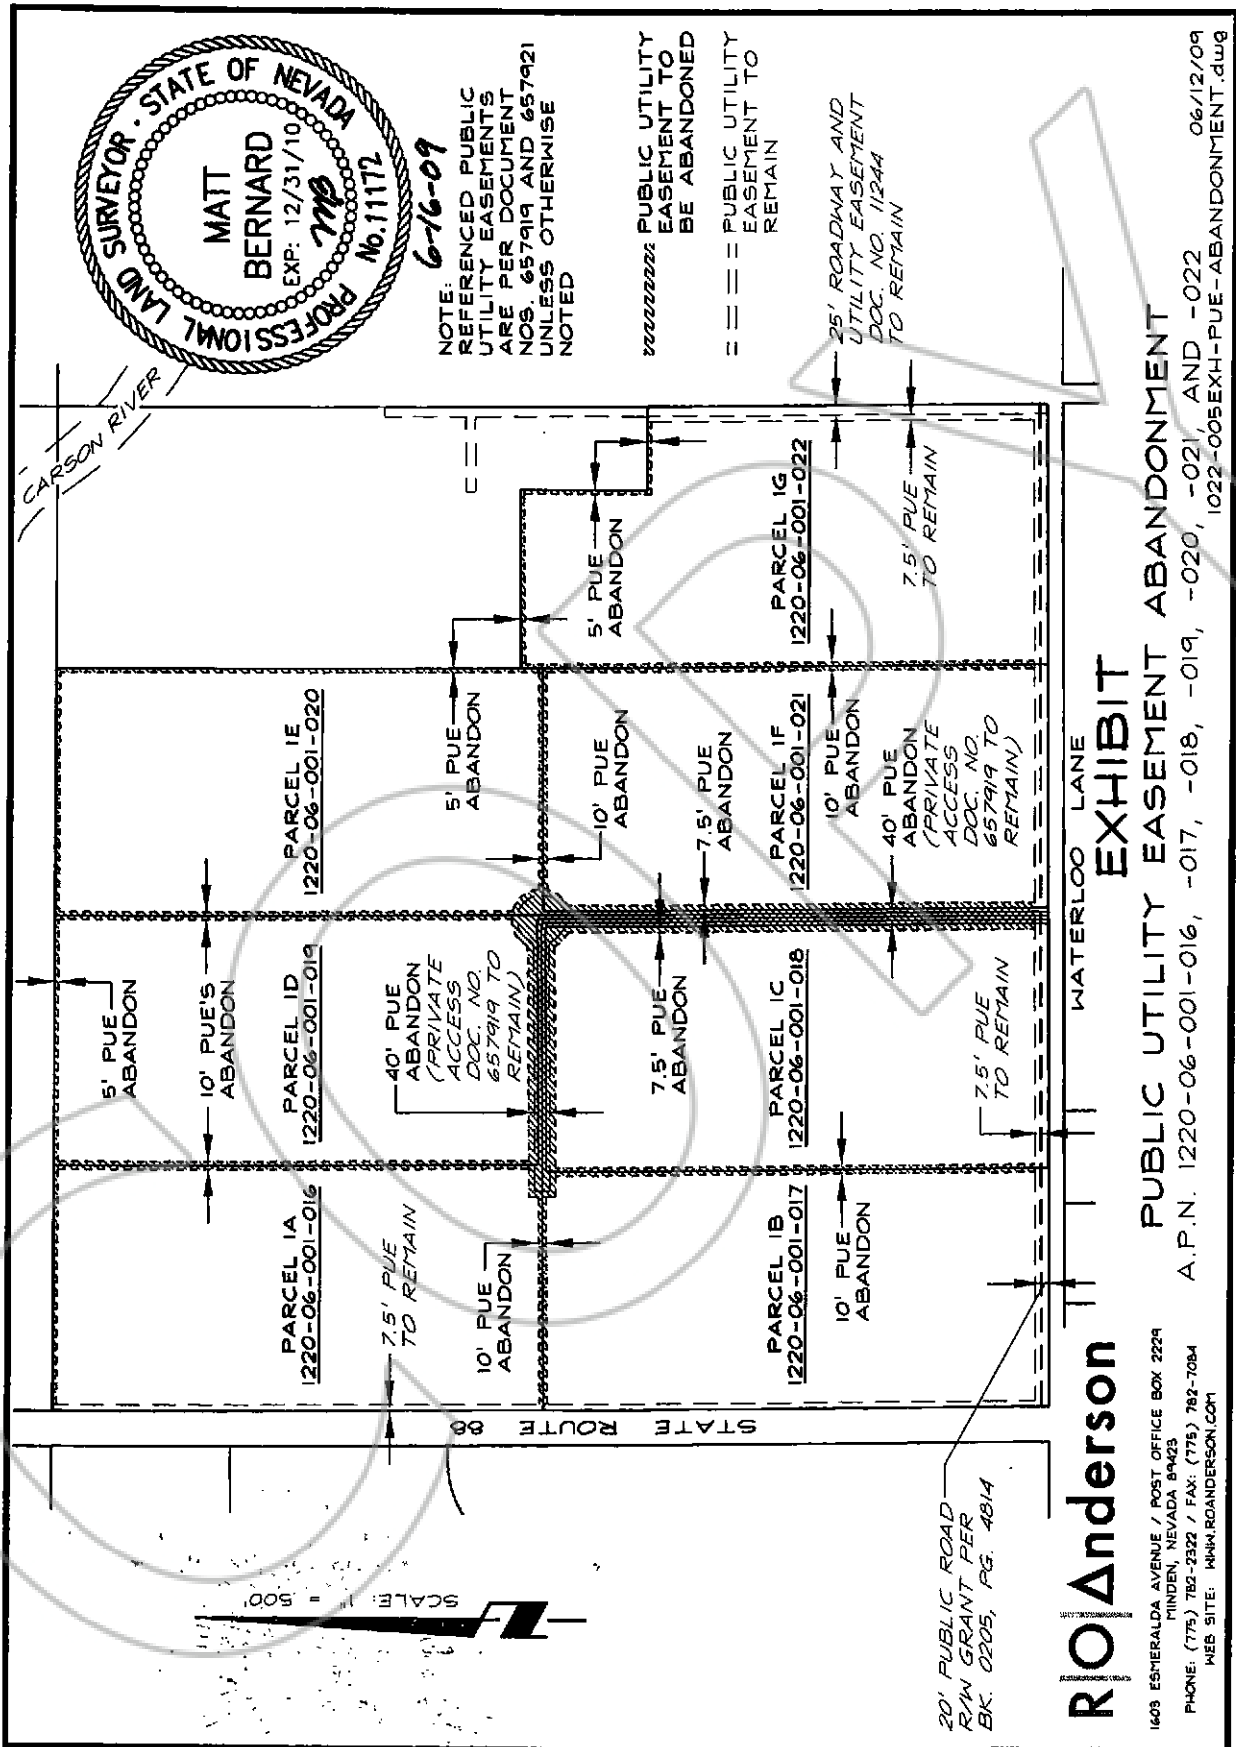 CARSON RIVER
PROFESSIONAL LAND SURVEYOR · STATE OF NEVADA
MATT
BERNARD
EXP: 12/31/10
No. 11172
6-16-09
NOTE:
REFERENCED PUBLIC
UTILITY EASEMENTS
ARE PER DOCUMENT
NOS. 657919 AND 657921
UNLESS OTHERWISE
NOTED
PUBLIC UTILITY
EASEMENT TO
BE ABANDONED
PUBLIC UTILITY
EASEMENT TO
REMAIN
25' ROADWAY AND
UTILITY EASEMENT
DOC. NO. 11244
TO REMAIN
5' PUE
ABANDON
10' PUE'S
ABANDON
PARCEL 1A
1220-06-001-016
PARCEL 1D
1220-06-001-019
PARCEL 1E
1220-06-001-020
7.5' PUE
TO REMAIN
40' PUE
ABANDON
(PRIVATE
ACCESS
DOC. NO.
657919 TO
REMAIN)
5' PUE
ABANDON
10' PUE
ABANDON
10' PUE
ABANDON
5' PUE
ABANDON
7.5' PUE
ABANDON
7.5' PUE
ABANDON
PARCEL 1B
1220-06-001-017
PARCEL 1C
1220-06-001-018
PARCEL 1F
1220-06-001-021
PARCEL 1G
1220-06-001-022
10' PUE
ABANDON
10' PUE
ABANDON
40' PUE
ABANDON
(PRIVATE
ACCESS
DOC. NO.
657919 TO
REMAIN)
7.5' PUE
TO REMAIN
7.5' PUE
TO REMAIN
STATE ROUTE 88
SCALE: 1" = 500'
20' PUBLIC ROAD
R/W GRANT PER
BK. 0205, PG. 4814
WATERLOO LANE
EXHIBIT
PUBLIC UTILITY EASEMENT ABANDONMENT
A.P.N. 1220-06-001-016, -017, -018, -019, -020, -021, AND -022
06/12/09
1022-005EXH-PUE-ABANDONMENT.dwg
R O Anderson
1603 ESMERALDA AVENUE / POST OFFICE BOX 2229
MINDEN, NEVADA 89423
PHONE: (775) 782-2322 / FAX: (775) 782-7084
WEB SITE: WWW.ROANDERSON.COM
COPY